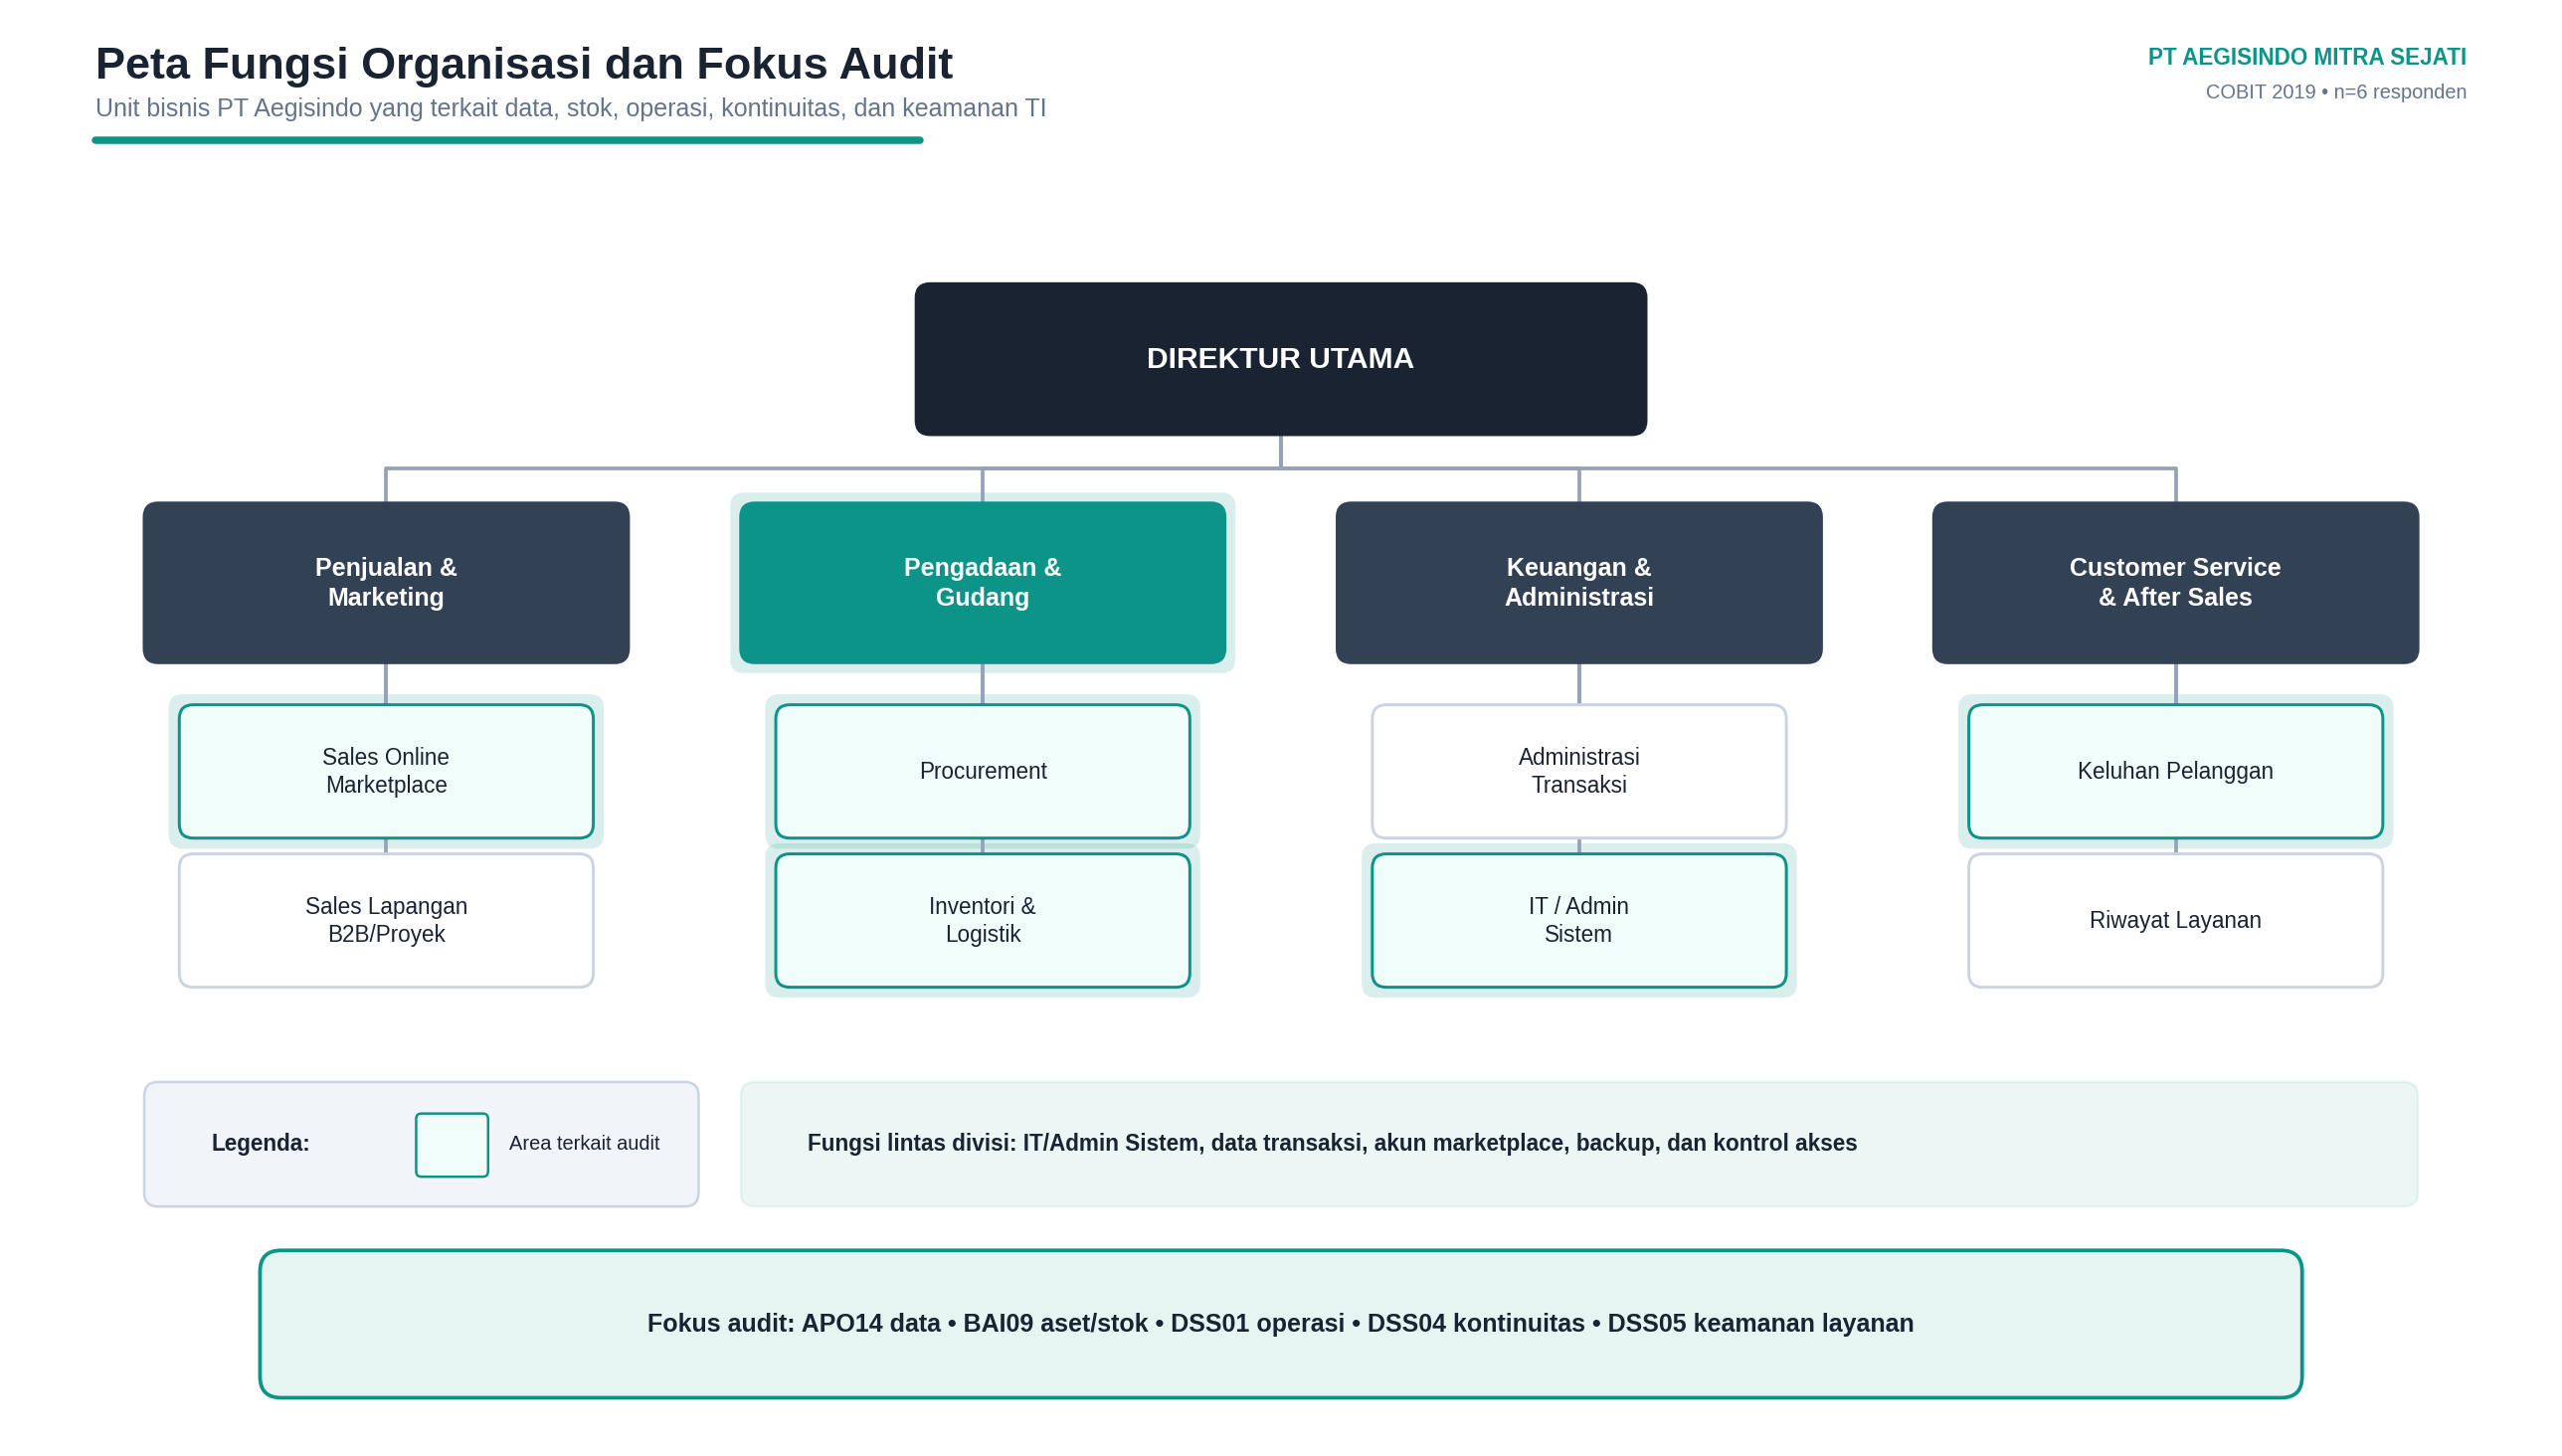 Peta Fungsi Organisasi dan Fokus Audit
Unit bisnis PT Aegisindo yang terkait data, stok, operasi, kontinuitas, dan keamanan TI
PT AEGISINDO MITRA SEJATI
COBIT 2019 • n=6 responden
DIREKTUR UTAMA
Penjualan &
Marketing
Pengadaan &
Gudang
Keuangan &
Administrasi
Customer Service
& After Sales
Sales Online
Marketplace
Procurement
Administrasi
Transaksi
Keluhan Pelanggan
Sales Lapangan
B2B/Proyek
Inventori &
Logistik
IT / Admin
Sistem
Riwayat Layanan
Legenda:
Area terkait audit
Fungsi lintas divisi: IT/Admin Sistem, data transaksi, akun marketplace, backup, dan kontrol akses
Fokus audit: APO14 data • BAI09 aset/stok • DSS01 operasi • DSS04 kontinuitas • DSS05 keamanan layanan